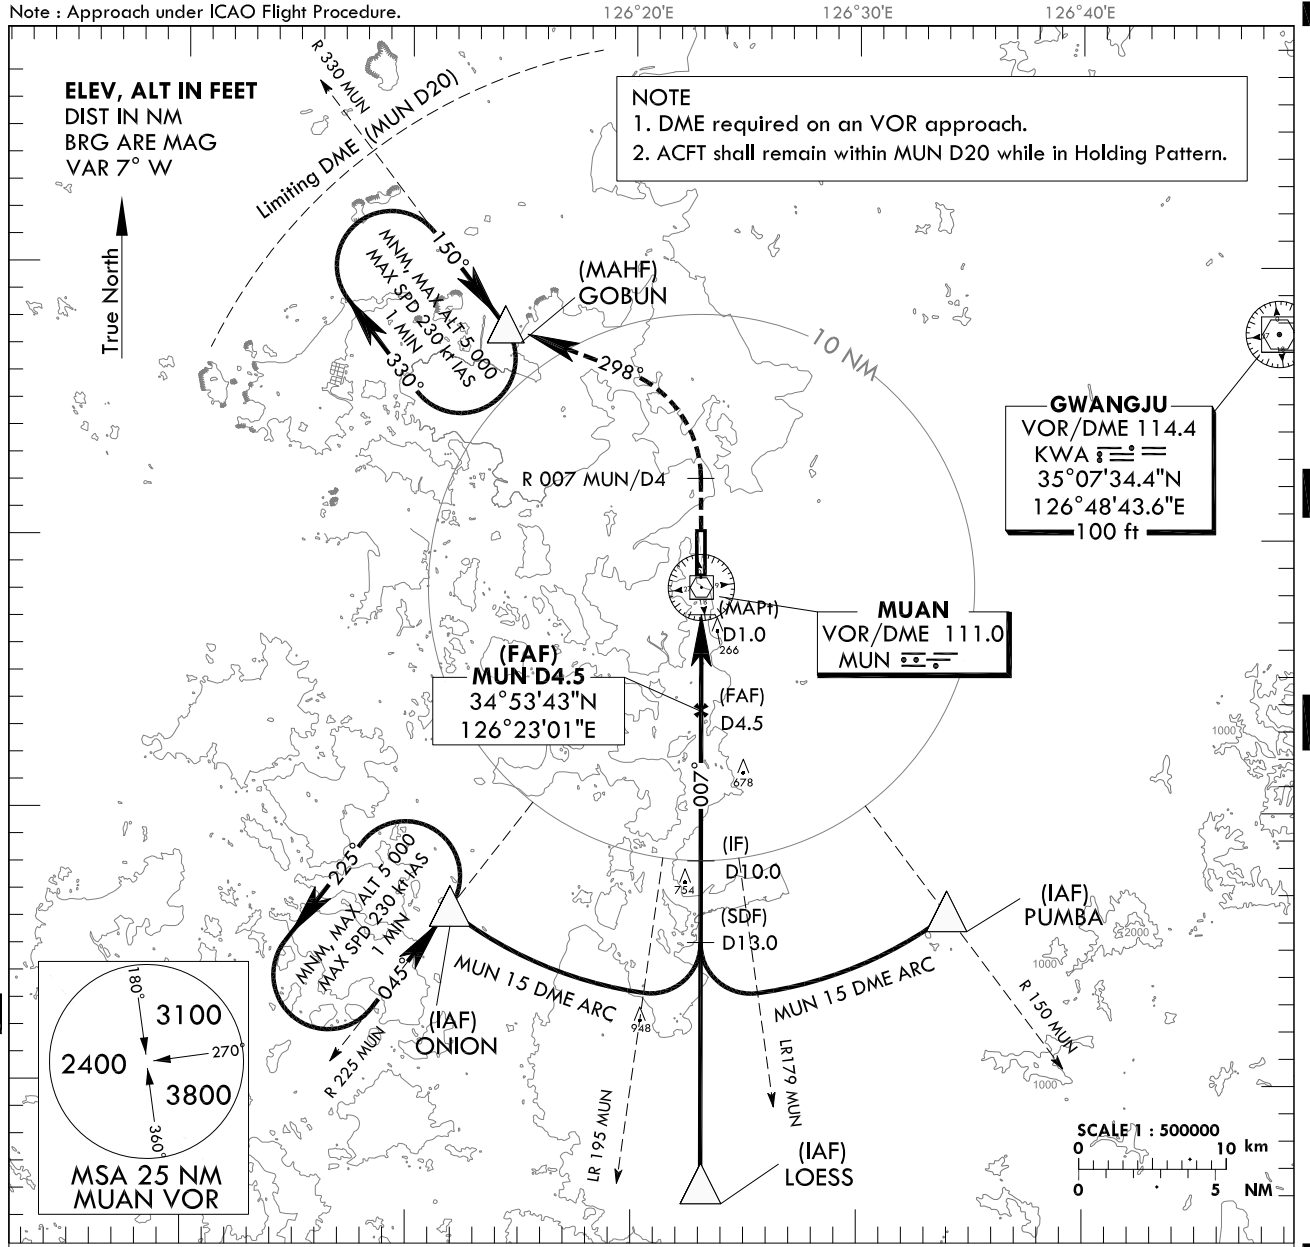 Note : Approach under ICAO Flight Procedure.
126°20'E
126°30'E
126°40'E
R 330 MUN
ELEV, ALT IN FEET
DIST IN NM
BRG ARE MAG
VAR 7° W
True North
Limiting DME (MUN D20)
NOTE
1. DME required on an VOR approach.
2. ACFT shall remain within MUN D20 while in Holding Pattern.
150°
MNM, MAX ALT 5 000
MAX SPD 230 kt IAS
1 MIN
330°
(MAHF)
GOBUN
298°
10 NM
R 007 MUN/D4
GWANGJU
VOR/DME 114.4
KWA
35°07'34.4"N
126°48'43.6"E
100 ft
(MAPt)
D1.0
266
MUAN
VOR/DME 111.0
MUN
(FAF)
MUN D4.5
34°53'43"N
126°23'01"E
(FAF)
D4.5
678
007°
1000
(IF)
D10.0
754
(SDF)
D13.0
225°
MNM, MAX ALT 5 000
MAX SPD 230 kt IAS
1 MIN
045°
R 225 MUN
(IAF)
ONION
MUN 15 DME ARC
948
MUN 15 DME ARC
(IAF)
PUMBA
2000
1000
R 150 MUN
1000
LR 195 MUN
LR179 MUN
(IAF)
LOESS
180°
3100
270°
2400
3800
360°
MSA 25 NM
MUAN VOR
SCALE 1 : 500000
0 10 km
0 5 NM